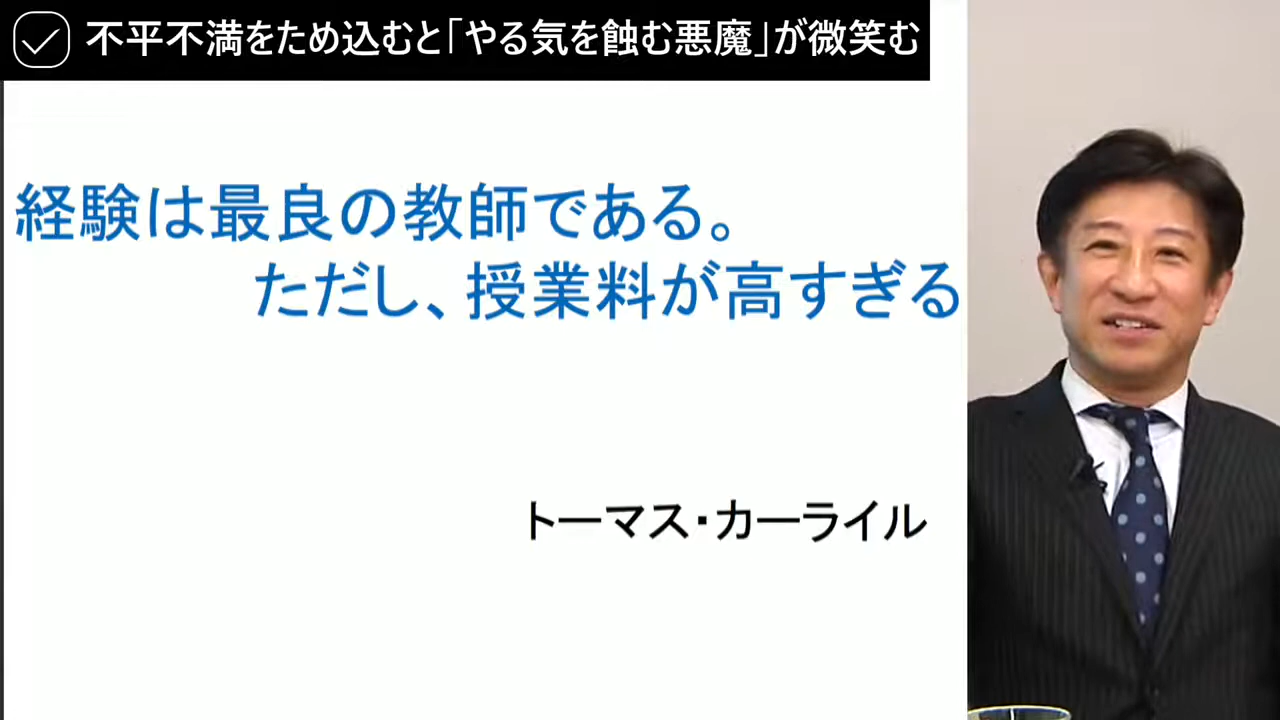 不平不満をため込むと「やる気を蝕む悪魔」が微笑む
経験は最良の教師である。
ただし、授業料が高すぎる
トーマス・カーライル